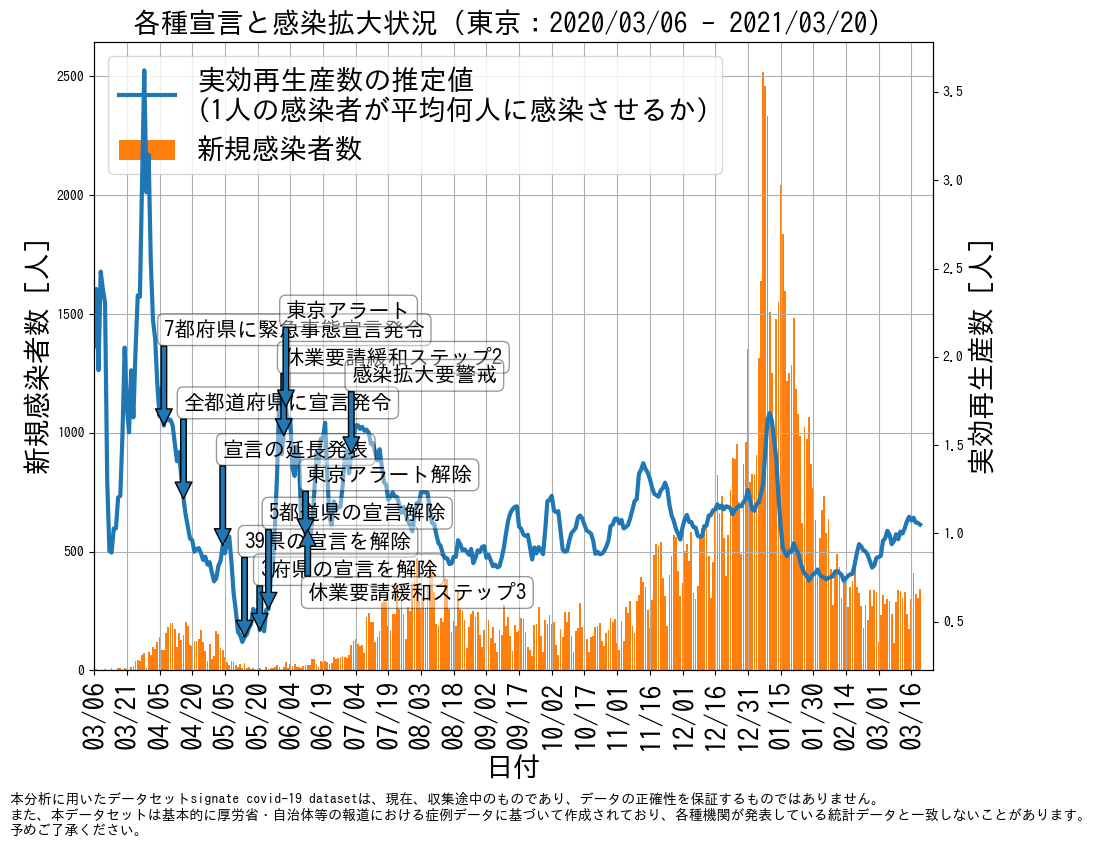 各種宣言と感染拡大状況 (東京：2020/03/06 - 2021/03/20)
実効再生産数の推定値
(1人の感染者が平均何人に感染させるか)
新規感染者数
新規感染者数 [人]
2500
2000
1500
1000
500
0
実効再生産数 [人]
3.5
3.0
2.5
2.0
1.5
1.0
0.5
東京アラート
7都府県に緊急事態宣言発令
休業要請緩和ステップ2
感染拡大要警戒
全都道府県に宣言発令
宣言の延長発表
東京アラート解除
5都道県の宣言解除
39県の宣言を解除
3府県の宣言を解除
休業要請緩和ステップ3
03/06
03/21
04/05
04/20
05/05
05/20
06/04
06/19
07/04
07/19
08/03
08/18
09/02
09/17
10/02
10/17
11/01
11/16
12/01
12/16
12/31
01/15
01/30
02/14
03/01
03/16
日付
本分析に用いたデータセットsignate covid-19 datasetは、現在、収集途中のものであり、データの正確性を保証するものではありません。
また、本データセットは基本的に厚労省・自治体等の報道における症例データに基づいて作成されており、各種機関が発表している統計データと一致しないことがあります。
予めご了承ください。